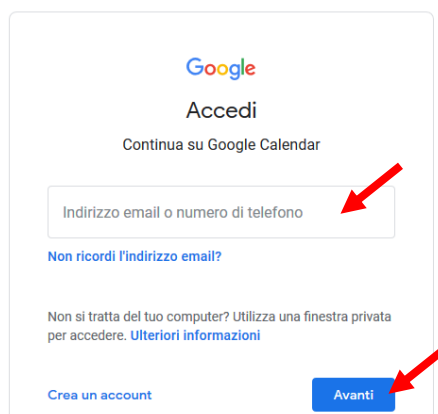 Google
Accedi
Continua su Google Calendar
Indirizzo email o numero di telefono
Non ricordi l'indirizzo email?
Non si tratta del tuo computer? Utilizza una finestra privata
per accedere. Ulteriori informazioni
Crea un account
Avanti